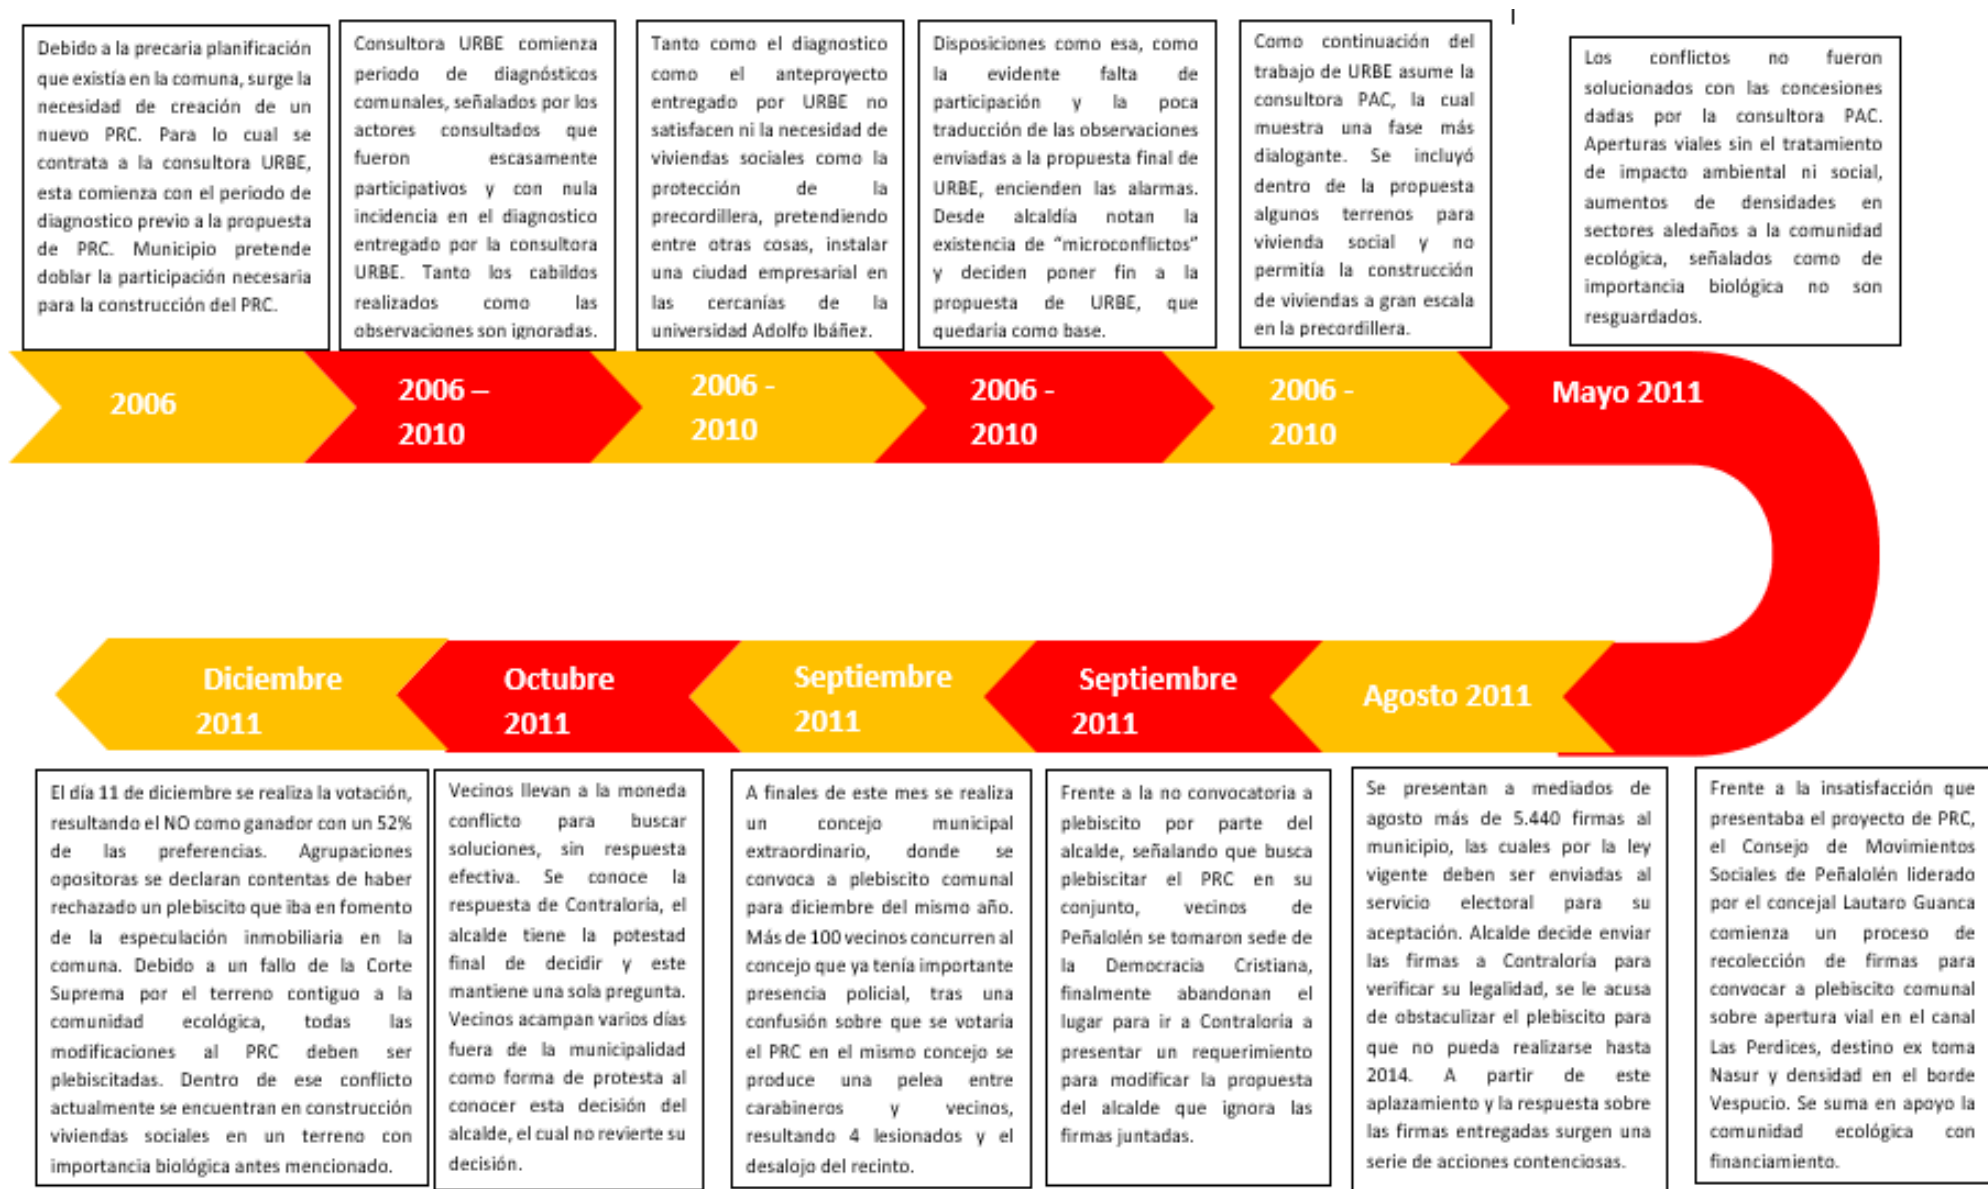 Debido a la precaria planificación
que existía en la comuna, surge la
necesidad de creación de un
nuevo PRC. Para lo cual se
contrata a la consultora URBE,
esta comienza con el periodo de
diagnostico previo a la propuesta
de PRC. Municipio pretende
doblar la participación necesaria
para la construcción del PRC.
Consultora URBE comienza
periodo de diagnósticos
comunales, señalados por los
actores consultados que
fueron escasamente
participativos y con nula
incidencia en el diagnostico
entregado por la consultora
URBE. Tanto los cabildos
realizados como las
observaciones son ignoradas.
Tanto como el diagnostico
como el anteproyecto
entregado por URBE no
satisfacen ni la necesidad de
viviendas sociales como la
protección de la
precordillera, pretendiendo
entre otras cosas, instalar
una ciudad empresarial en
las cercanías de la
universidad Adolfo Ibáñez.
Disposiciones como esa, como
la evidente falta de
participación y la poca
traducción de las observaciones
enviadas a la propuesta final de
URBE, encienden las alarmas.
Desde alcaldía notan la
existencia de “microconflictos”
y deciden poner fin a la
propuesta de URBE, que
quedaría como base.
Como continuación del
trabajo de URBE asume la
consultora PAC, la cual
muestra una fase más
dialogante. Se incluyó
dentro de la propuesta
algunos terrenos para
vivienda social y no
permitía la construcción
de viviendas a gran escala
en la precordillera.
Los conflictos no fueron
solucionados con las concesiones
dadas por la consultora PAC.
Aperturas viales sin el tratamiento
de impacto ambiental ni social,
aumentos de densidades en
sectores aledaños a la comunidad
ecológica, señalados como de
importancia biológica no son
resguardados.
2006
2006 –
2010
2006 -
2010
2006 -
2010
2006 -
2010
Mayo 2011
Diciembre
2011
Octubre
2011
Septiembre
2011
Septiembre
2011
Agosto 2011
El día 11 de diciembre se realiza la votación,
resultando el NO como ganador con un 52%
de las preferencias. Agrupaciones
opositoras se declaran contentas de haber
rechazado un plebiscito que iba en fomento
de la especulación inmobiliaria en la
comuna. Debido a un fallo de la Corte
Suprema por el terreno contiguo a la
comunidad ecológica, todas las
modificaciones al PRC deben ser
plebiscitadas. Dentro de ese conflicto
actualmente se encuentran en construcción
viviendas sociales en un terreno con
importancia biológica antes mencionado.
Vecinos llevan a la moneda
conflicto para buscar
soluciones, sin respuesta
efectiva. Se conoce la
respuesta de Contraloría, el
alcalde tiene la potestad
final de decidir y este
mantiene una sola pregunta.
Vecinos acampan varios días
fuera de la municipalidad
como forma de protesta al
conocer esta decisión del
alcalde, el cual no revierte su
decisión.
A finales de este mes se realiza
un concejo municipal
extraordinario, donde se
convoca a plebiscito comunal
para diciembre del mismo año.
Más de 100 vecinos concurren al
concejo que ya tenía importante
presencia policial, tras una
confusión sobre que se votaría
el PRC en el mismo concejo se
produce una pelea entre
carabineros y vecinos,
resultando 4 lesionados y el
desalojo del recinto.
Frente a la no convocatoria a
plebiscito por parte del
alcalde, señalando que busca
plebiscitar el PRC en su
conjunto, vecinos de
Peñalolén se tomaron sede de
la Democracia Cristiana,
finalmente abandonan el
lugar para ir a Contraloría a
presentar un requerimiento
para modificar la propuesta
del alcalde que ignora las
firmas juntadas.
Se presentan a mediados de
agosto más de 5.440 firmas al
municipio, las cuales por la ley
vigente deben ser enviadas al
servicio electoral para su
aceptación. Alcalde decide enviar
las firmas a Contraloría para
verificar su legalidad, se le acusa
de obstaculizar el plebiscito para
que no pueda realizarse hasta
2014. A partir de este
aplazamiento y la respuesta sobre
las firmas entregadas surgen una
serie de acciones contenciosas.
Frente a la insatisfacción que
presentaba el proyecto de PRC,
el Consejo de Movimientos
Sociales de Peñalolén liderado
por el concejal Lautaro Guanca
comienza un proceso de
recolección de firmas para
convocar a plebiscito comunal
sobre apertura vial en el canal
Las Perdices, destino ex toma
Nasur y densidad en el borde
Vespucio. Se suma en apoyo la
comunidad ecológica con
financiamiento.